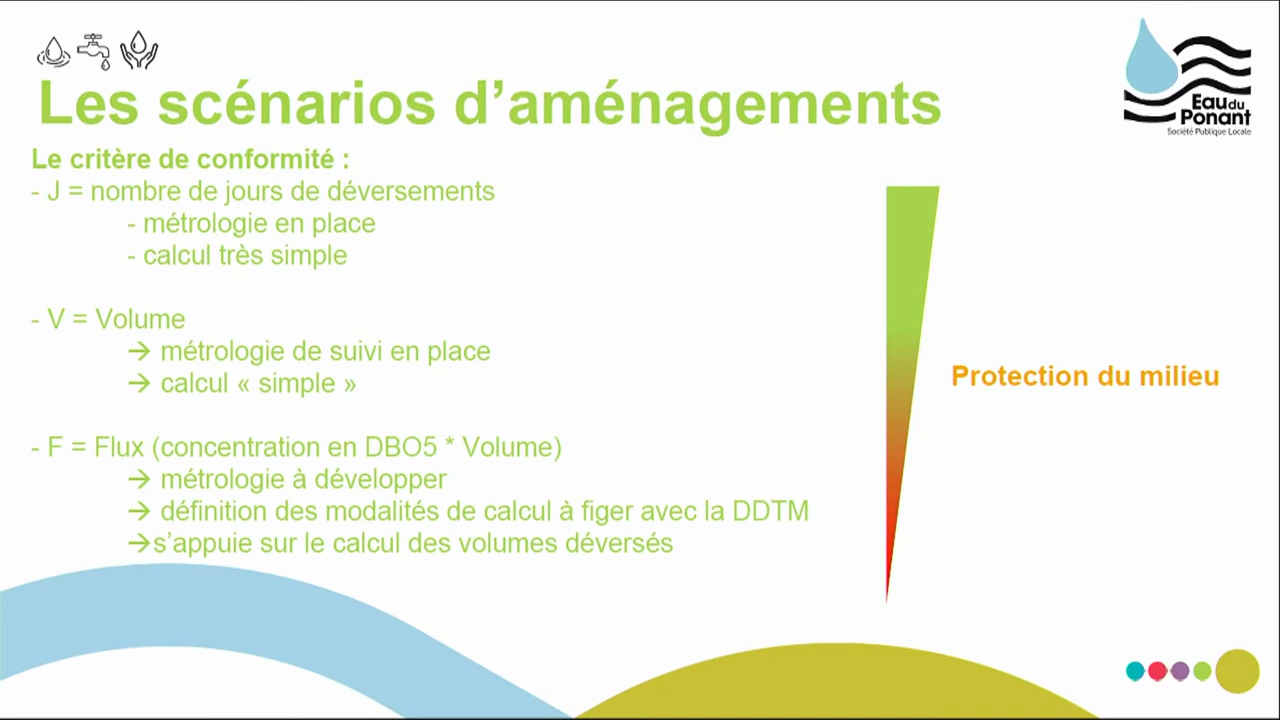 Les scénarios d’aménagements
Eau du
Ponant
Société Publique Locale
Le critère de conformité :
- J = nombre de jours de déversements
- métrologie en place
- calcul très simple
- V = Volume
→ métrologie de suivi en place
→ calcul « simple »
Protection du milieu
- F = Flux (concentration en DBO5 * Volume)
→ métrologie à développer
→ définition des modalités de calcul à figer avec la DDTM
→s’appuie sur le calcul des volumes déversés